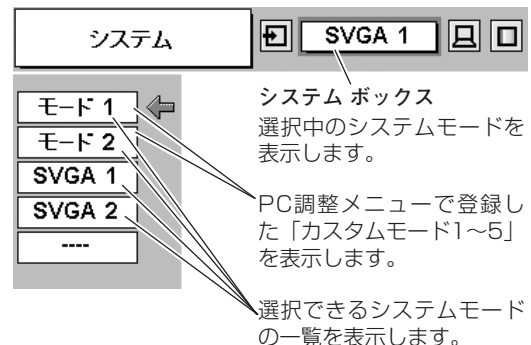 システム
SVGA 1
モード 1
モード 2
SVGA 1
SVGA 2
----
システム ボックス
選択中のシステムモードを
表示します。
PC調整メニューで登録し
た「カスタムモード1～5」
を表示します。
選択できるシステムモード
の一覧を表示します。